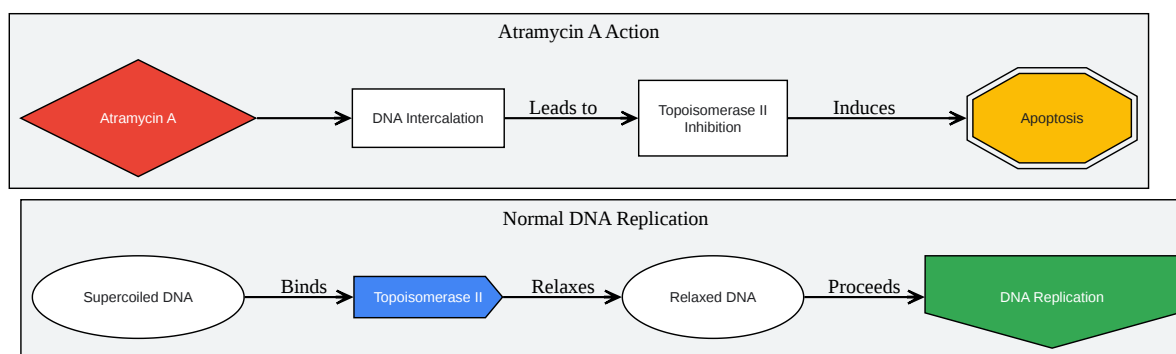 Atramycin A Action
Atramycin A
DNA Intercalation
Leads to
Topoisomerase II
Inhibition
Induces
Apoptosis
Normal DNA Replication
Supercoiled DNA
Binds
Topoisomerase II
Relaxes
Relaxed DNA
Proceeds
DNA Replication